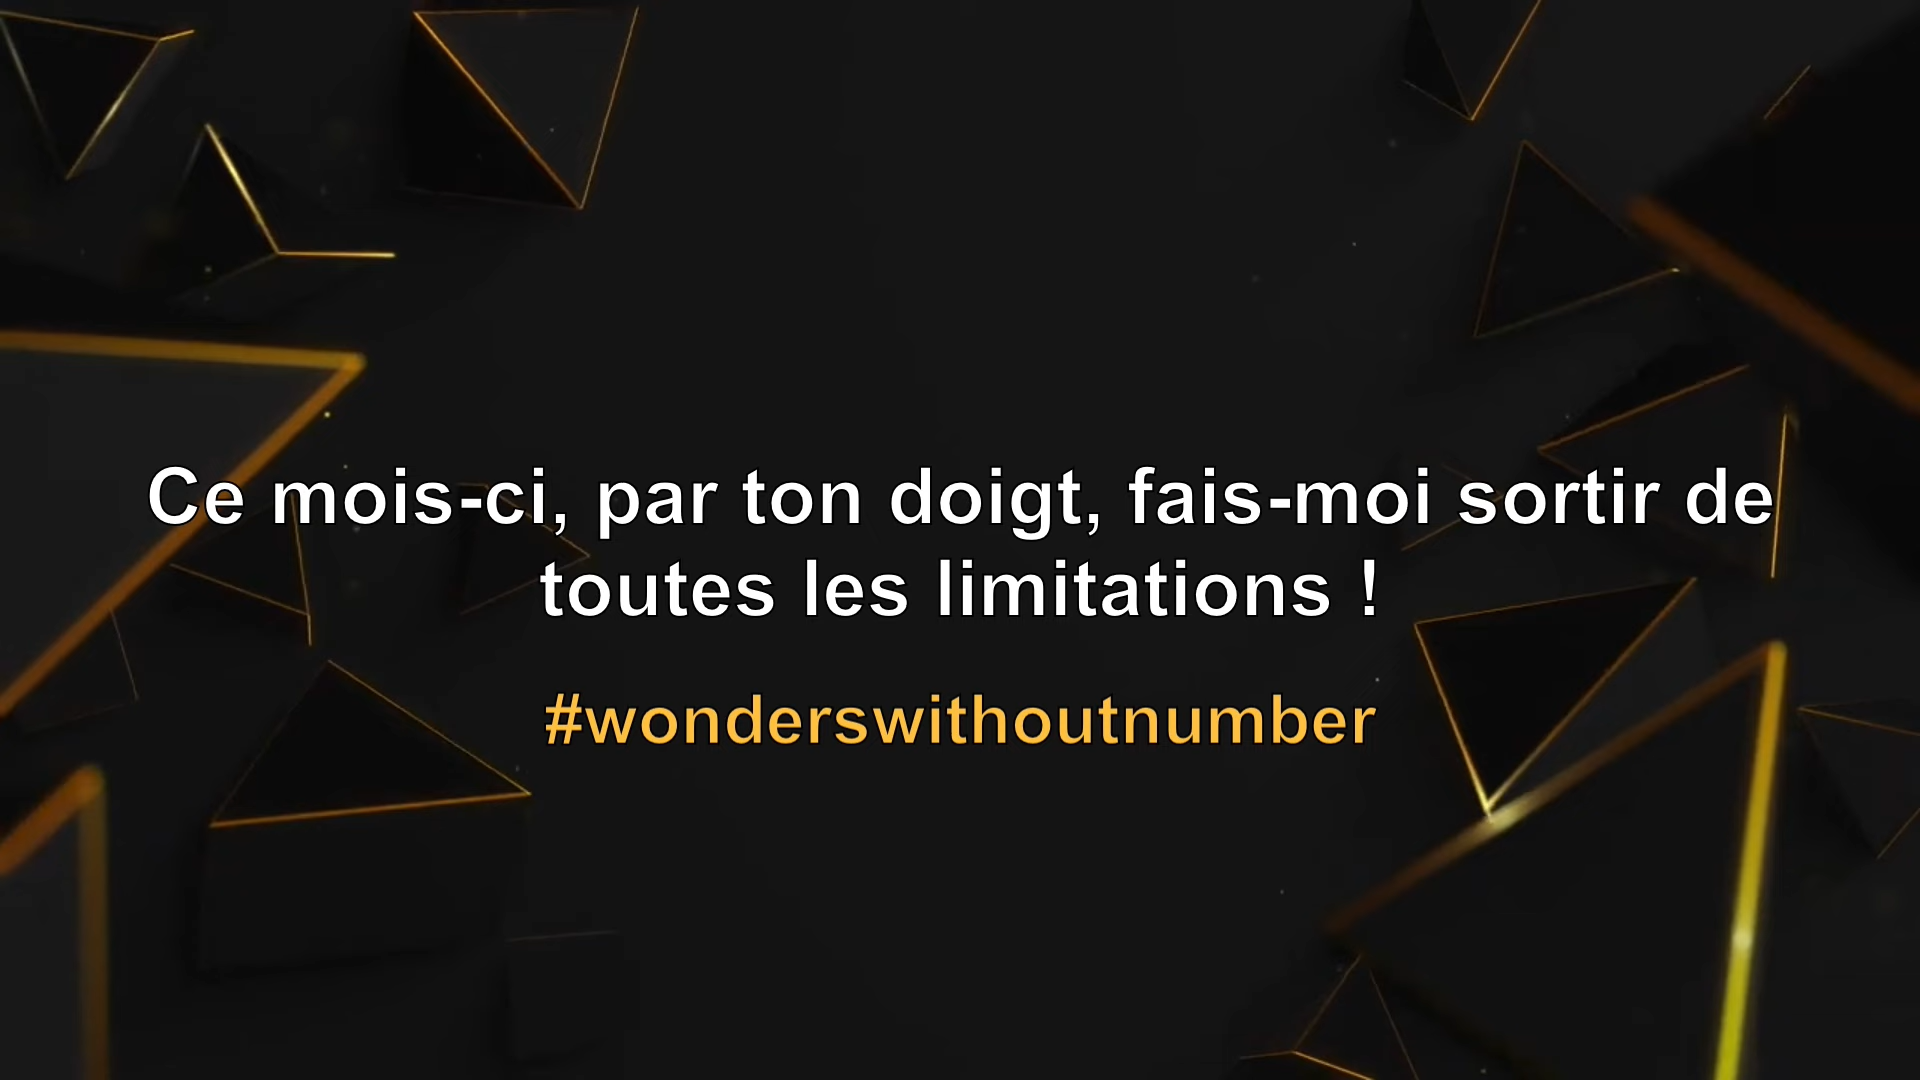 Ce mois-ci, par ton doigt, fais-moi sortir de
toutes les limitations !
#wonderswithoutnumber